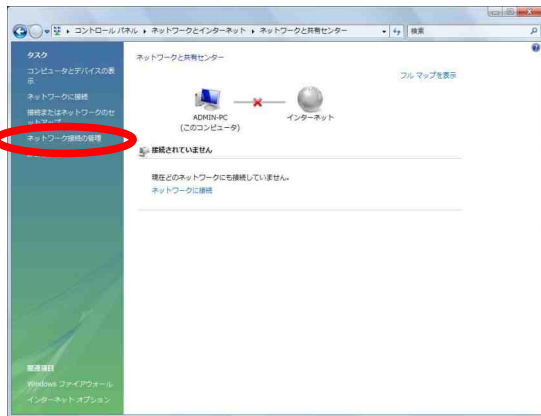 コントロール パネル ▸ ネットワークとインターネット ▸ ネットワークと共有センター
検索
タスク
コンピュータとデバイスの表
示
ネットワークに接続
接続またはネットワークのセ
ットアップ
ネットワーク接続の管理
ネットワークと共有センター
フル マップを表示
ADMIN-PC
(このコンピュータ)
インターネット
接続されていません
現在どのネットワークにも接続していません。
ネットワークに接続
関連項目
Windows ファイアウォール
インターネット オプション